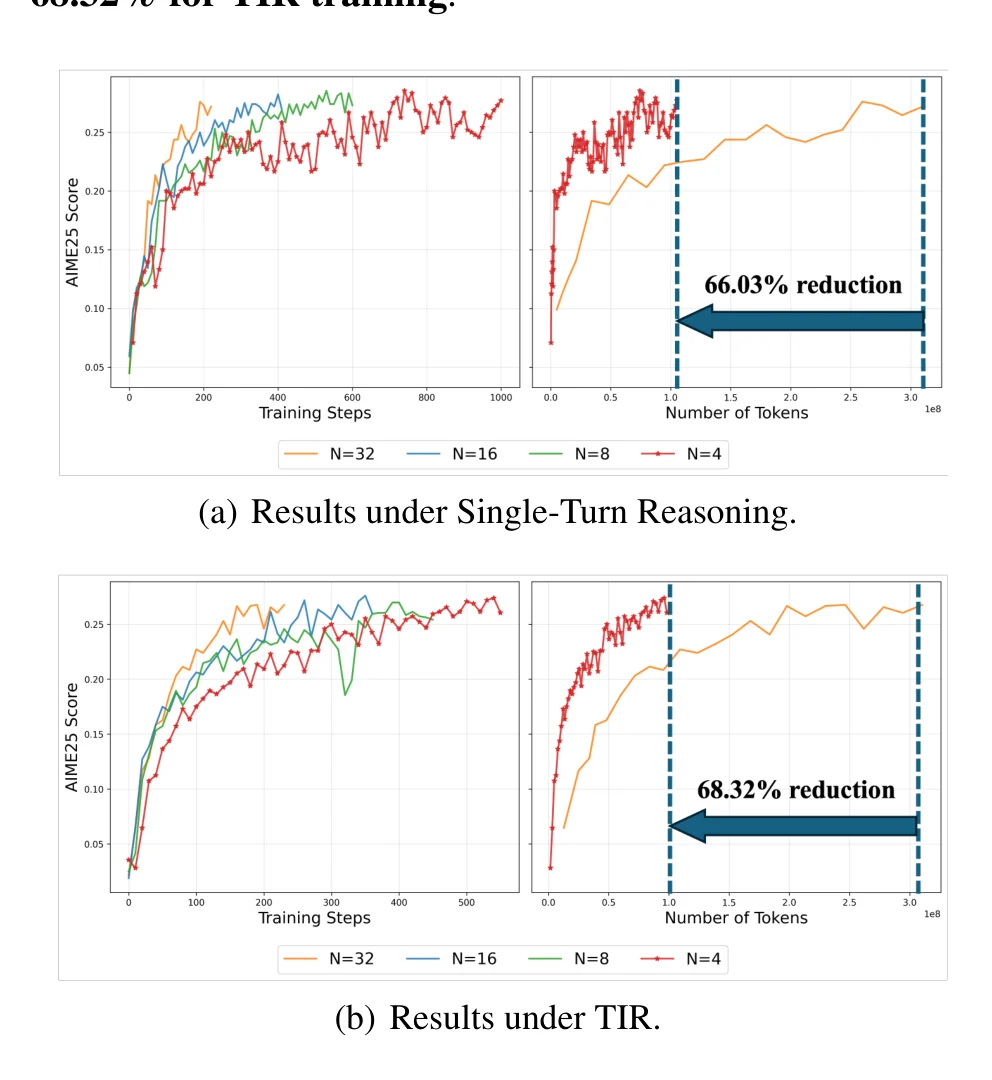 68.32% for TIR training.
AIME25 Score
0.25
0.20
0.15
0.10
0.05
0 200 400 600 800 1000
Training Steps
66.03% reduction
0.0 0.5 1.0 1.5 2.0 2.5 3.0
1e8
Number of Tokens
N=32 N=16 N=8 N=4
(a) Results under Single-Turn Reasoning.
AIME25 Score
0.25
0.20
0.15
0.10
0.05
0 100 200 300 400 500
Training Steps
68.32% reduction
0.0 0.5 1.0 1.5 2.0 2.5 3.0
1e8
Number of Tokens
N=32 N=16 N=8 N=4
(b) Results under TIR.